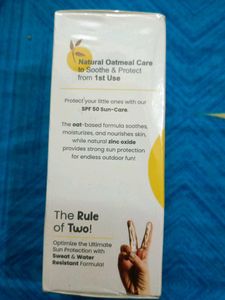 Natural Oatmeal Care
to Soothe & Protect
from 1st Use
Protect your little ones with our
SPF 50 Sun-Care.
The oat-based formula soothes,
moisturizes, and nourishes skin,
while natural zinc oxide
provides strong sun protection
for endless outdoor fun!
The Rule
of Two!
Optimize the Ultimate
Sun Protection with
Sweat & Water
Resistant Formula!